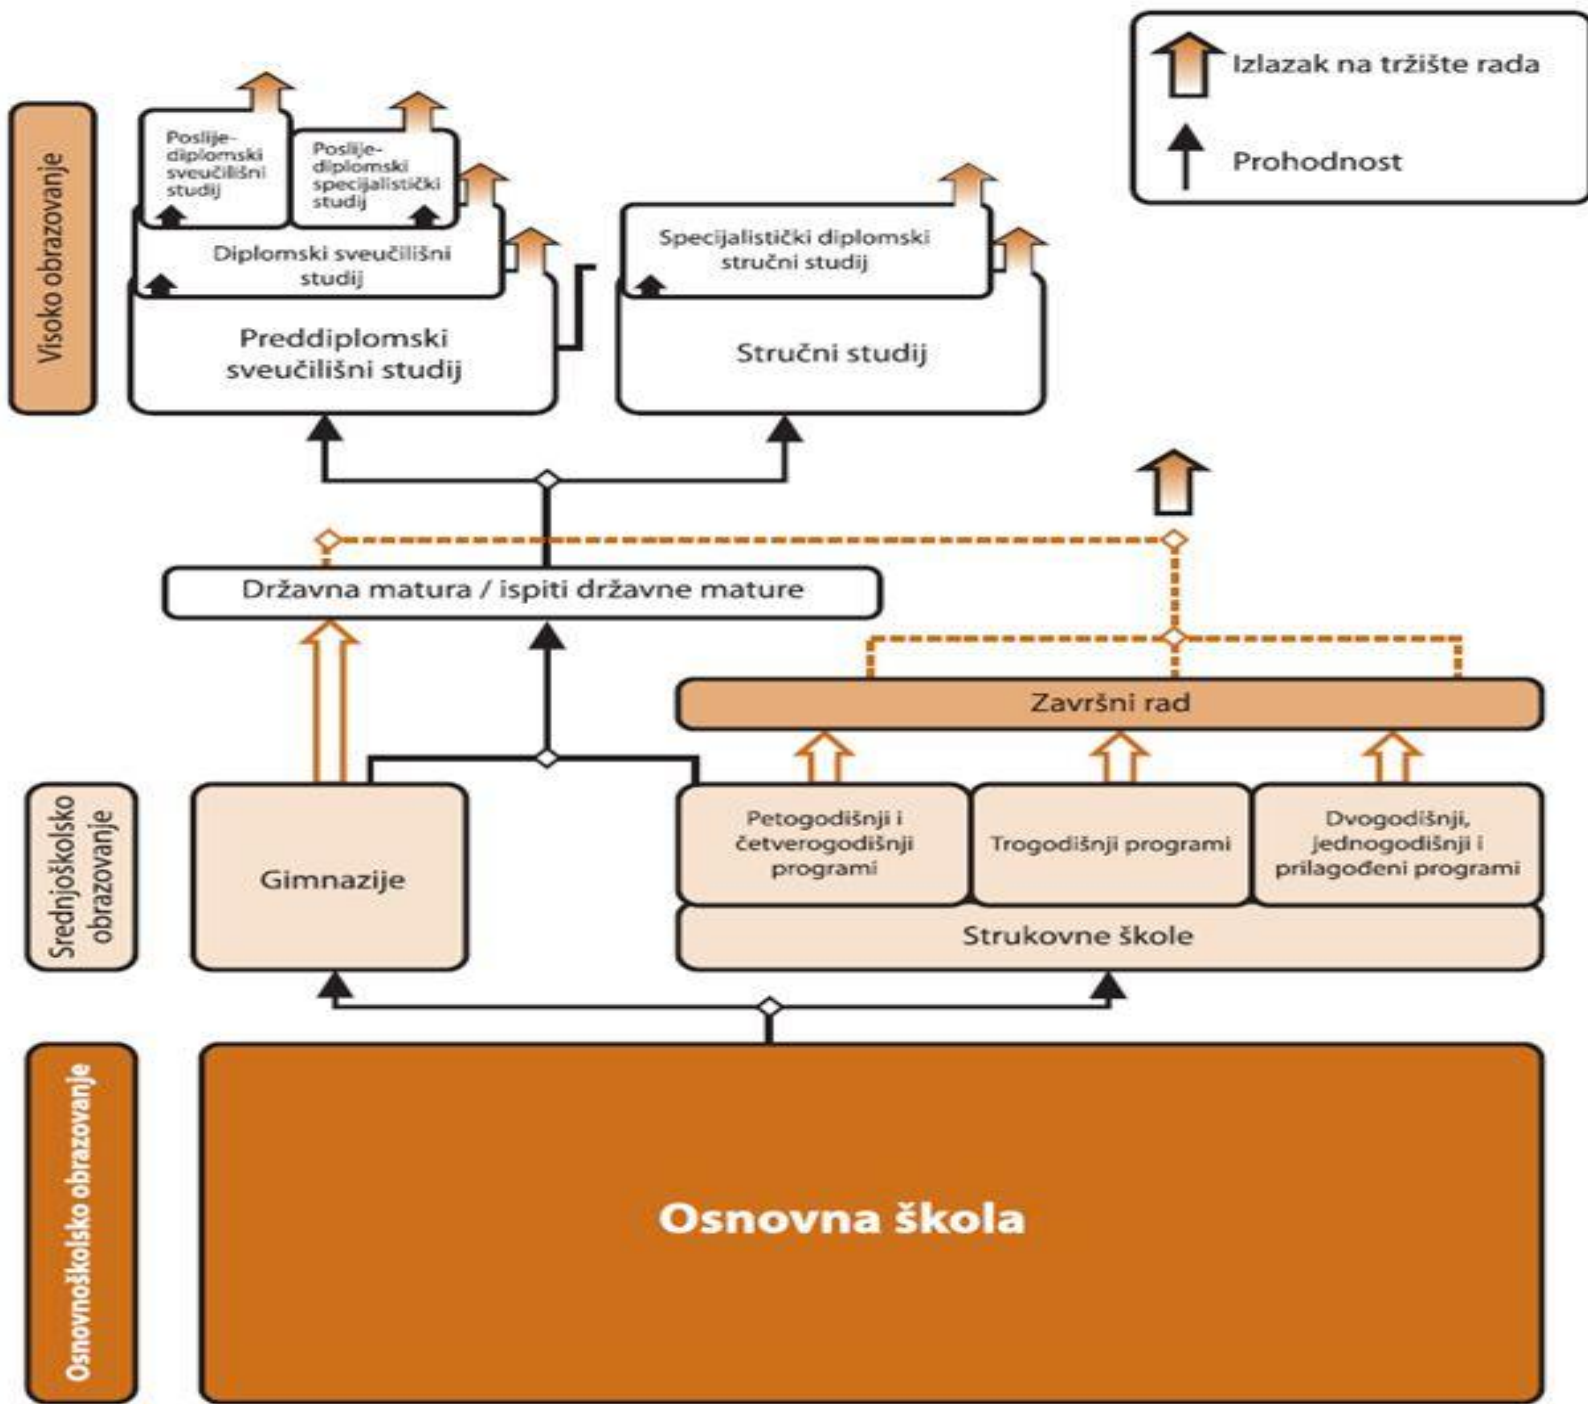 Izlazak na tržište rada
Prohodnost
Visoko obrazovanje
Poslije-
diplomski
sveučilišni
studij
Poslije-
diplomski
specijalistički
studij
Diplomski sveučilišni
studij
Preddiplomski
sveučilišni studij
Specijalistički diplomski
stručni studij
Stručni studij
Državna matura / ispiti državne mature
Završni rad
Srednjoškolsko
obrazovanje
Gimnazije
Petogodišnji i
četverogodišnji
programi
Trogodišnji programi
Dvogodišnji,
jednogodišnji i
prilagođeni programi
Strukovne škole
Osnovnoškolsko obrazovanje
Osnovna škola